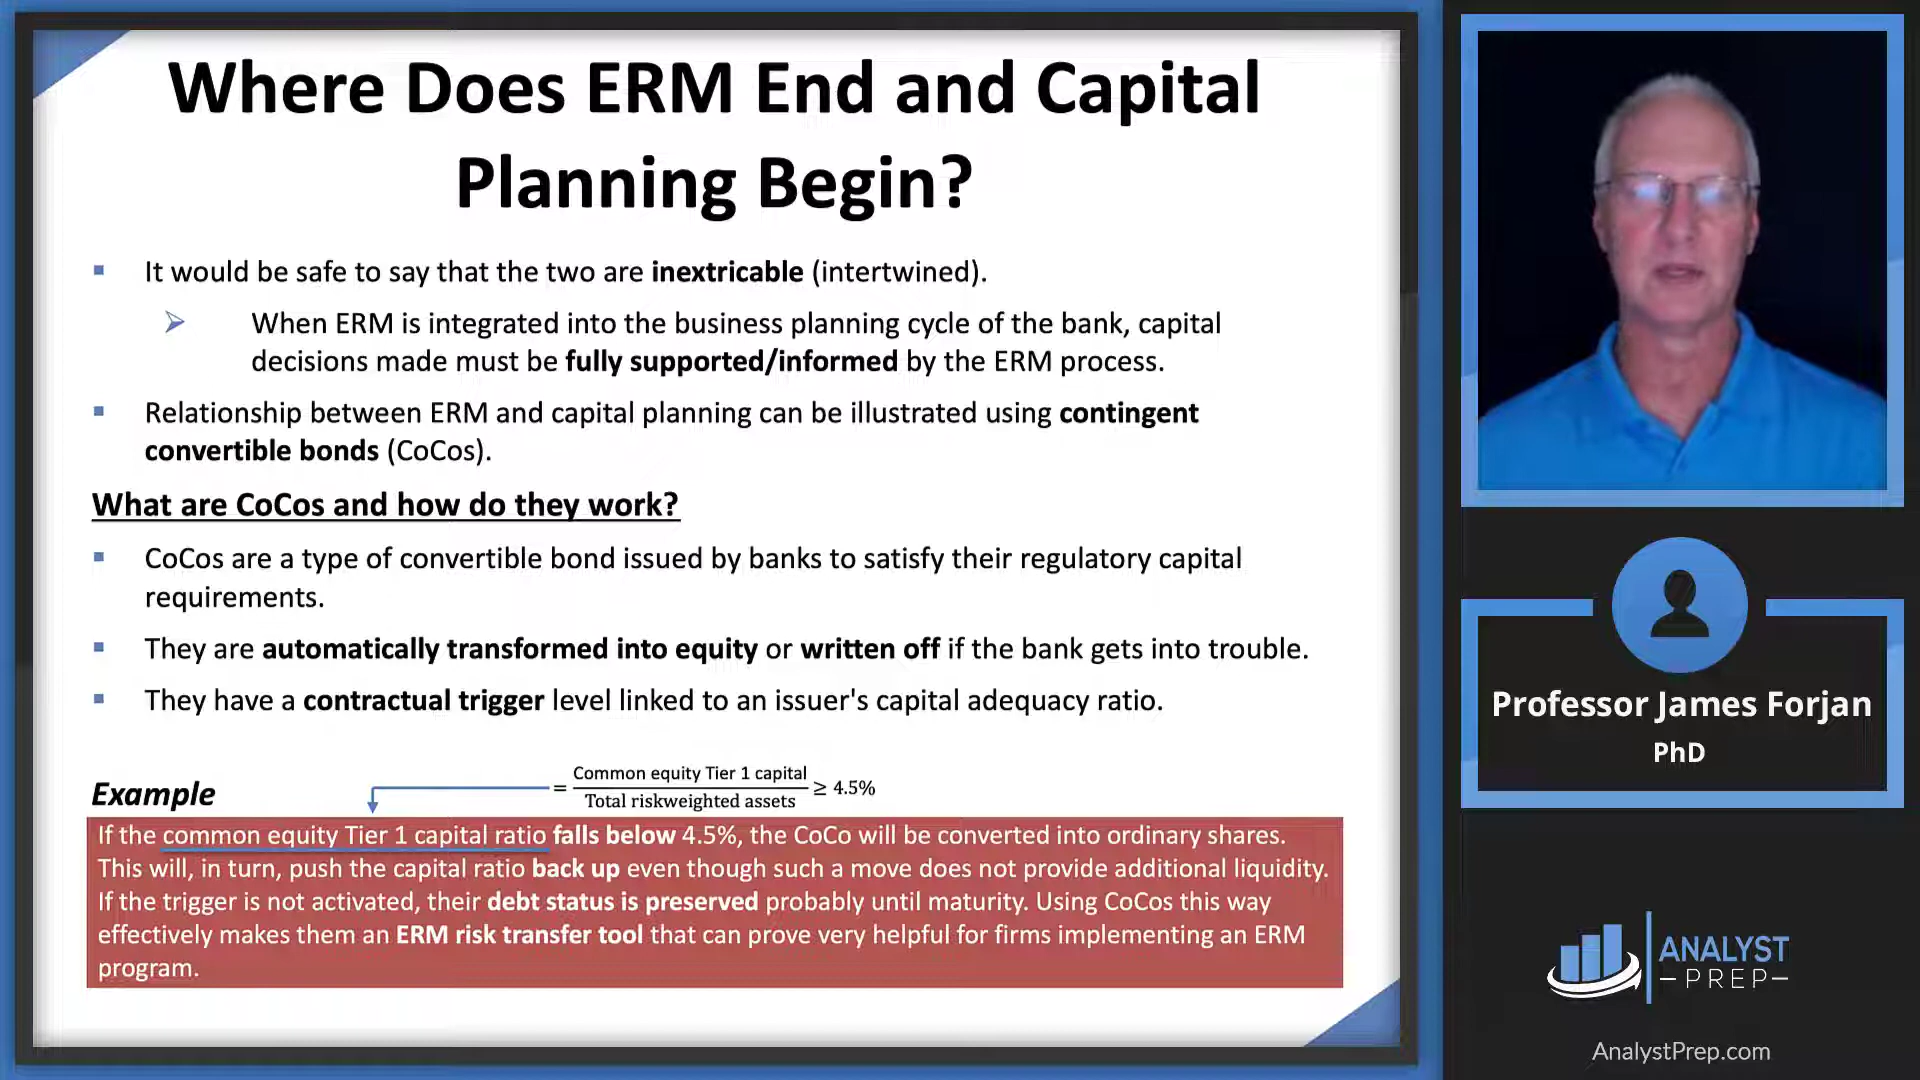 Where Does ERM End and Capital
Planning Begin?
It would be safe to say that the two are inextricable (intertwined).
When ERM is integrated into the business planning cycle of the bank, capital
decisions made must be fully supported/informed by the ERM process.
Relationship between ERM and capital planning can be illustrated using contingent
convertible bonds (CoCos).
What are CoCos and how do they work?
CoCos are a type of convertible bond issued by banks to satisfy their regulatory capital
requirements.
They are automatically transformed into equity or written off if the bank gets into trouble.
They have a contractual trigger level linked to an issuer's capital adequacy ratio.
Example
= Common equity Tier 1 capital / Total riskweighted assets ≥ 4.5%
If the common equity Tier 1 capital ratio falls below 4.5%, the CoCo will be converted into ordinary shares.
This will, in turn, push the capital ratio back up even though such a move does not provide additional liquidity.
If the trigger is not activated, their debt status is preserved probably until maturity. Using CoCos this way
effectively makes them an ERM risk transfer tool that can prove very helpful for firms implementing an ERM
program.
Professor James Forjan
PhD
ANALYST
PREP
AnalystPrep.com